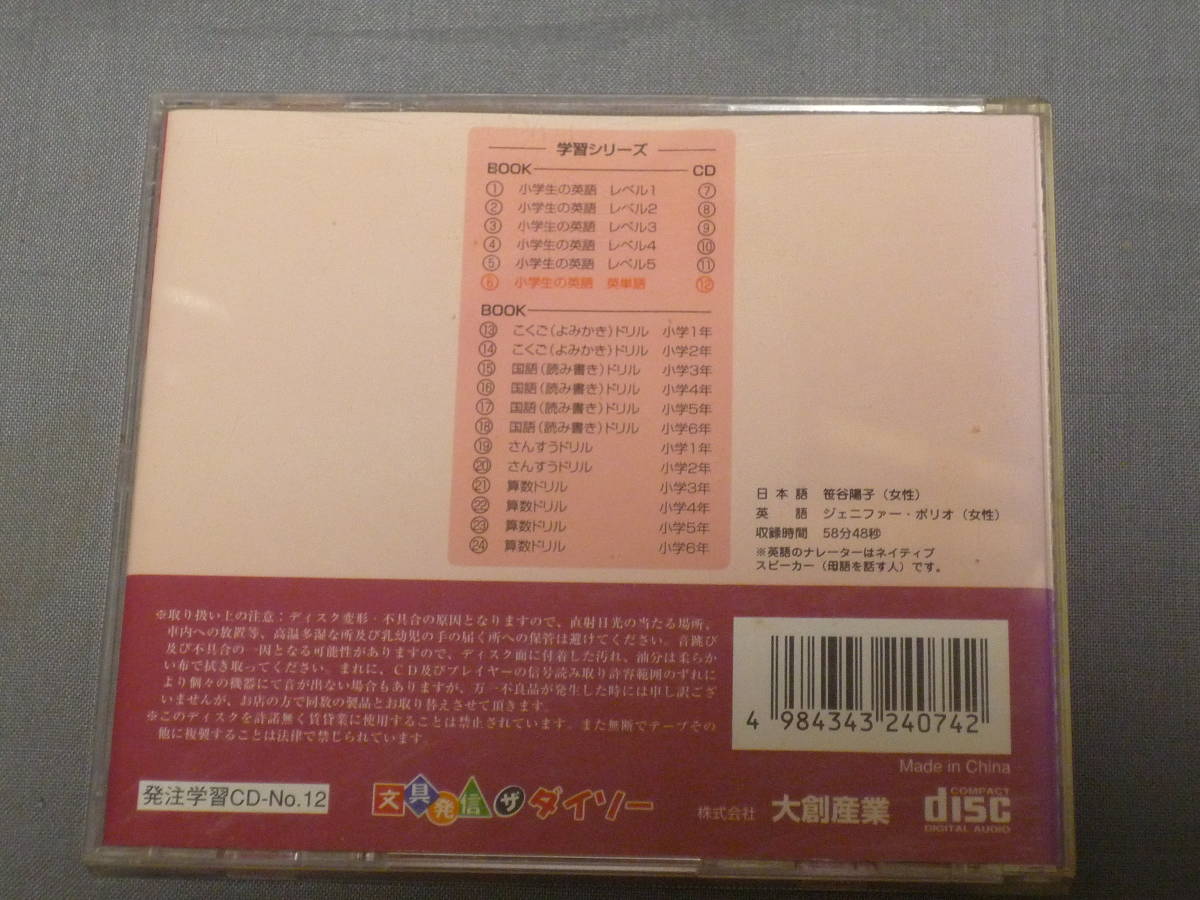 学習シリーズ
BOOK CD
① 小学生の英語 レベル1 ⑦
② 小学生の英語 レベル2 ⑧
③ 小学生の英語 レベル3 ⑨
④ 小学生の英語 レベル4 ⑩
⑤ 小学生の英語 レベル5 ⑪
⑥ 小学生の英語 英単語 ⑫
BOOK
⑬ こくご(よみかき)ドリル 小学1年
⑭ こくご(よみかき)ドリル 小学2年
⑮ 国語(読み書き)ドリル 小学3年
⑯ 国語(読み書き)ドリル 小学4年
⑰ 国語(読み書き)ドリル 小学5年
⑱ 国語(読み書き)ドリル 小学6年
⑲ さんすうドリル 小学1年
⑳ さんすうドリル 小学2年
㉑ 算数ドリル 小学3年
㉒ 算数ドリル 小学4年
㉓ 算数ドリル 小学5年
㉔ 算数ドリル 小学6年
日本語 笹谷陽子(女性)
英語 ジェニファー・ポリオ(女性)
収録時間 58分48秒
※英語のナレーターはネイティブ
スピーカー(母語を話す人)です。
※取り扱い上の注意：ディスク変形・不具合の原因となりますので、直射日光の当たる場所。
車内への放置等、高温多湿な所及び乳幼児の手の届く所への保管は避けてください。音跳び
及び不具合の一因となる可能性がありますので、ディスク面に付着した汚れ、油分は柔らか
い布で拭き取ってください。まれに、CD及びプレイヤーの信号読み取り許容範囲のずれに
より個々の機器にて音が出ない場合もありますが、万一不良品が発生した時には申し訳ござ
いませんが、お店の方で同数の製品とお取り替えさせて頂きます。
※このディスクを許諾無く賃貸業に使用することは禁止されています。また無断でテープその
他に複製することは法律で禁じられています。
4 984343 240742
Made in China
発注学習CD-No.12
文具発信 ザ ダイソー
株式会社 大創産業
COMPACT
disc
DIGITAL AUDIO